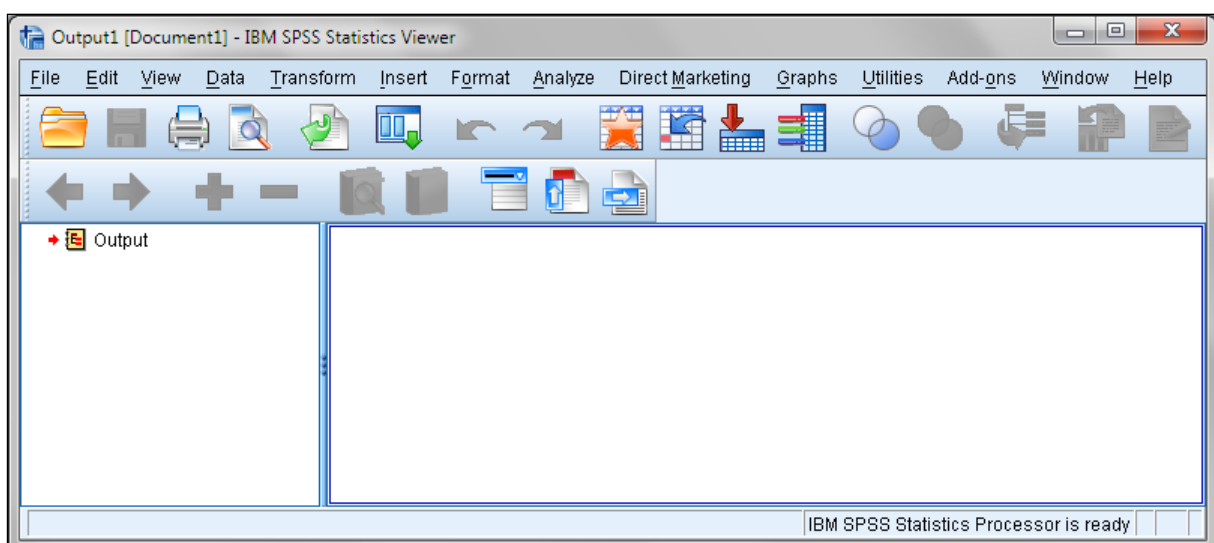 Output1 [Document1] - IBM SPSS Statistics Viewer
File Edit View Data Transform Insert Format Analyze Direct Marketing Graphs Utilities Add-ons Window Help
Output
IBM SPSS Statistics Processor is ready